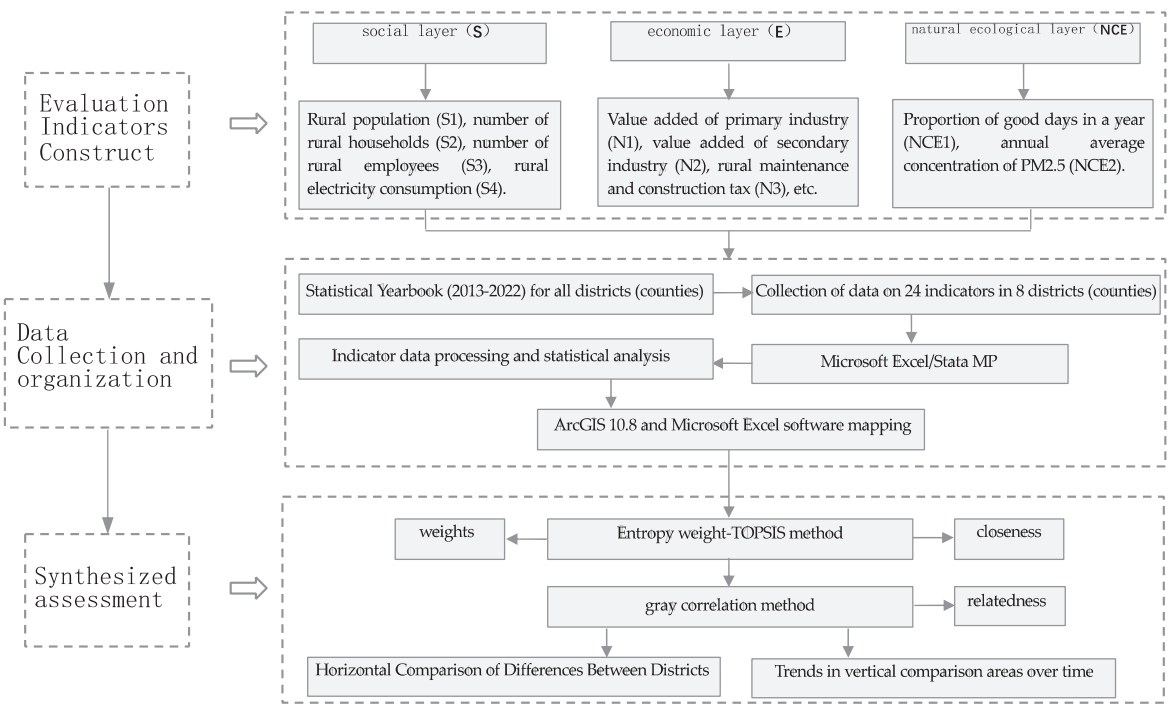 social layer (S)
economic layer (E)
natural ecological layer (NCE)
Evaluation
Indicators
Construct
Rural population (S1), number of
rural households (S2), number of
rural employees (S3), rural
electricity consumption (S4).
Value added of primary industry
(N1), value added of secondary
industry (N2), rural maintenance
and construction tax (N3), etc.
Proportion of good days in a year
(NCE1), annual average
concentration of PM2.5 (NCE2).
Data
Collection and
organization
Statistical Yearbook (2013-2022) for all districts (counties)
Collection of data on 24 indicators in 8 districts (counties)
Indicator data processing and statistical analysis
Microsoft Excel/Stata MP
ArcGIS 10.8 and Microsoft Excel software mapping
Synthesized
assessment
weights
Entropy weight-TOPSIS method
closeness
gray correlation method
relatedness
Horizontal Comparison of Differences Between Districts
Trends in vertical comparison areas over time